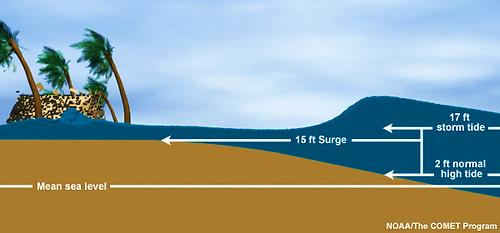 17 ft
storm tide
15 ft Surge
2 ft normal
high tide
Mean sea level
NOAA/The COMET Program